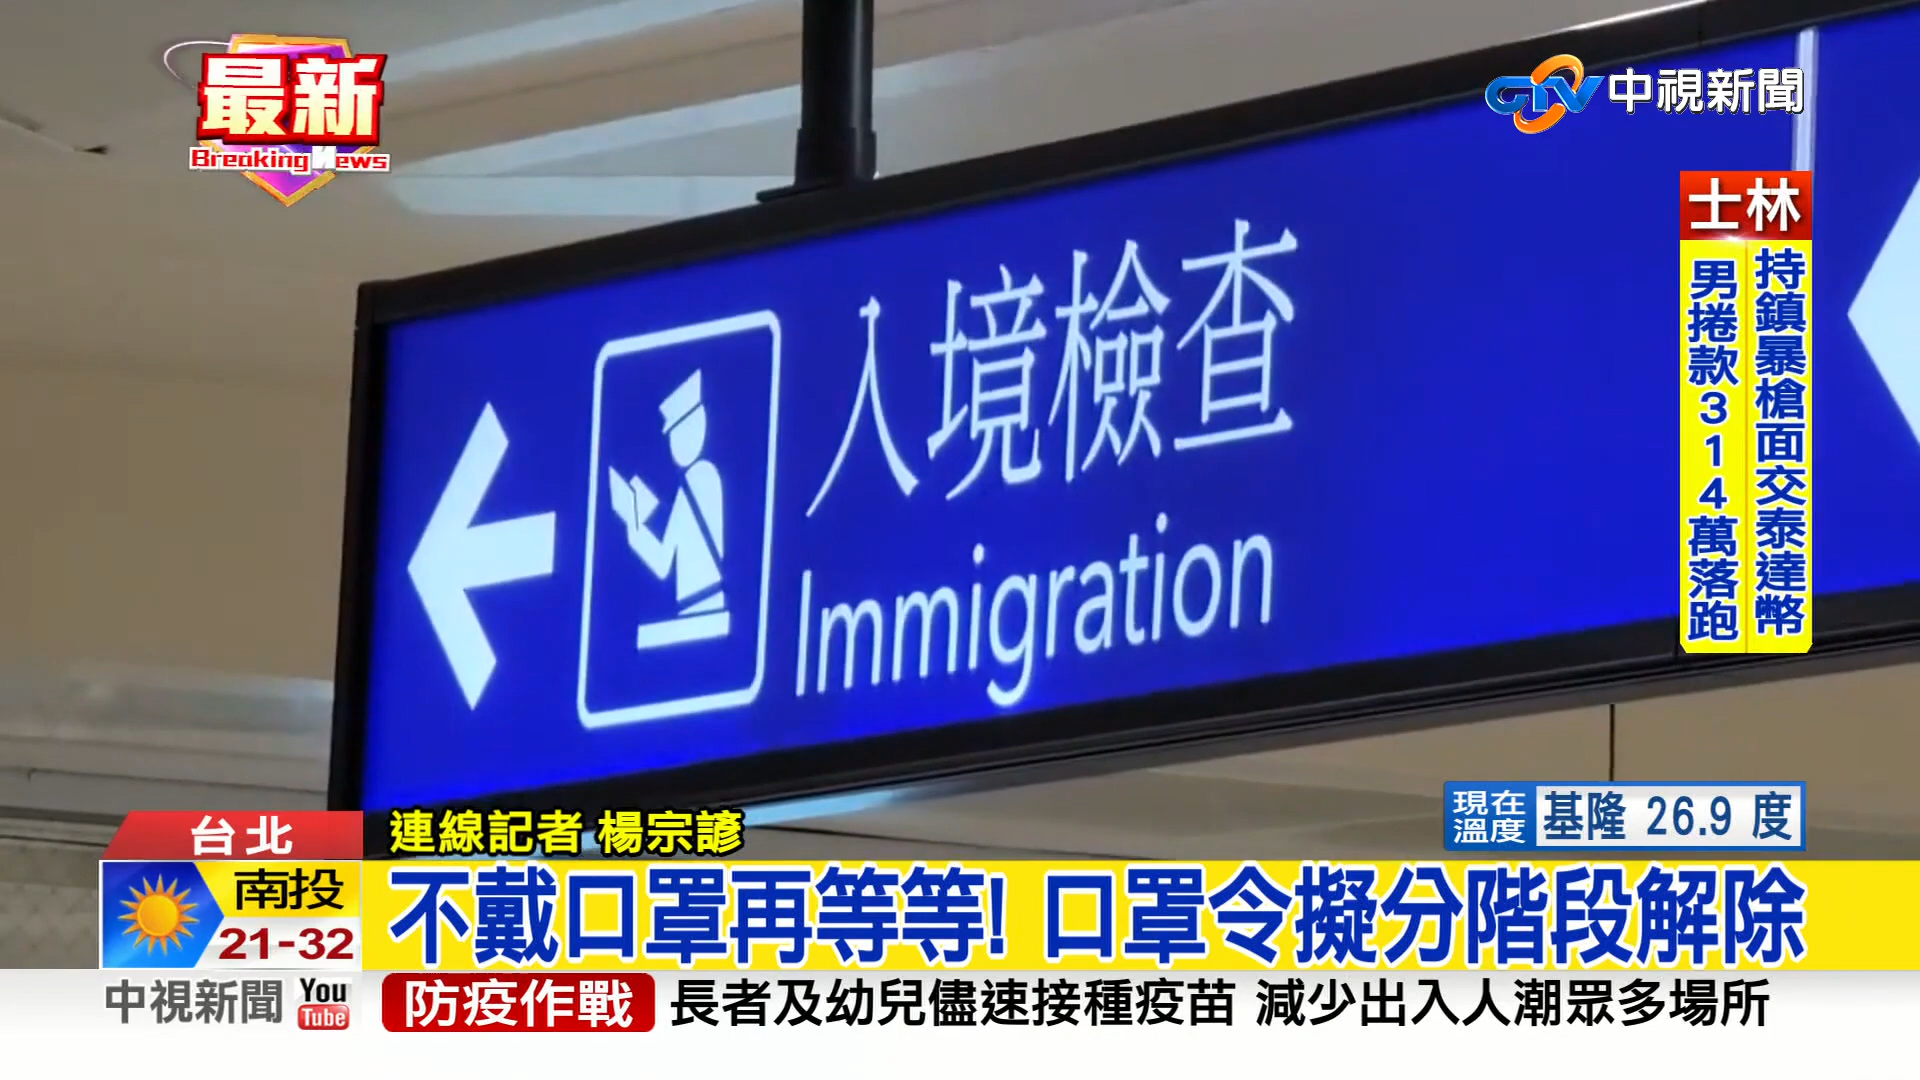 最新
Breaking News
CTV 中視新聞
士林
持鎮暴槍面交泰達幣
男捲款314萬落跑
入境檢查
Immigration
現在溫度
基隆 26.9 度
台北
連線記者 楊宗諺
南投
21-32
不戴口罩再等等! 口罩令擬分階段解除
中視新聞 YouTube
防疫作戰 長者及幼兒儘速接種疫苗 減少出入人潮眾多場所